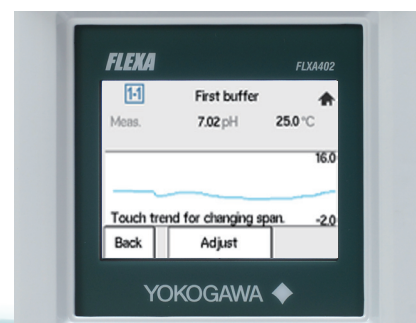 FLEXA FLXA402
1-1 First buffer
Meas. 7.02 pH 25.0 °C
16.0
Touch trend for changing span. -2.0
Back Adjust
YOKOGAWA